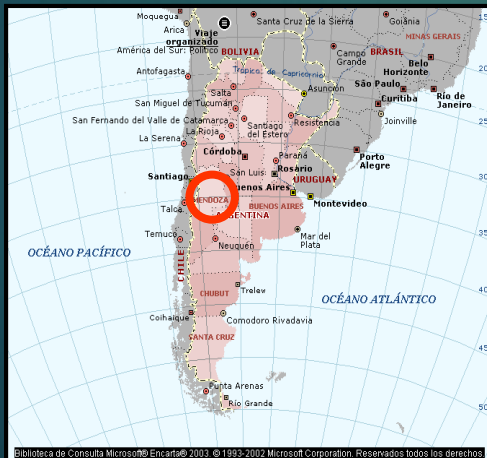 Moquegua
Arica
Viaje
organizado
América del Sur: Político
Santa Cruz de la Sierra
Goiânia
MINAS GERAIS
BOLIVIA
Campo
Grande
BRASIL
Belo
Horizonte
Antofagasta
Trópico de Capricornio
Asunción
São Paulo
Curitiba
Río de
Janeiro
Salta
San Miguel de Tucumán
San Fernando del Valle de Catamarca
La Rioja
Santiago
del Estero
Resistencia
Joinville
La Serena
Córdoba
Paraná
Porto
Alegre
Santiago
San Luis
Rosario
URUGUAY
Buenos Aires
Montevideo
MENDOZA
BUENOS AIRES
Talca
ARGENTINA
Temuco
Neuquén
Mar del
Plata
OCÉANO PACÍFICO
CHILE
CHUBUT
Trelew
OCÉANO ATLÁNTICO
Coihaique
Comodoro Rivadavia
SANTA CRUZ
Punta Arenas
Río Grande
20
30
40
50
Biblioteca de Consulta Microsoft® Encarta® 2003. © 1993-2002 Microsoft Corporation. Reservados todos los derechos.